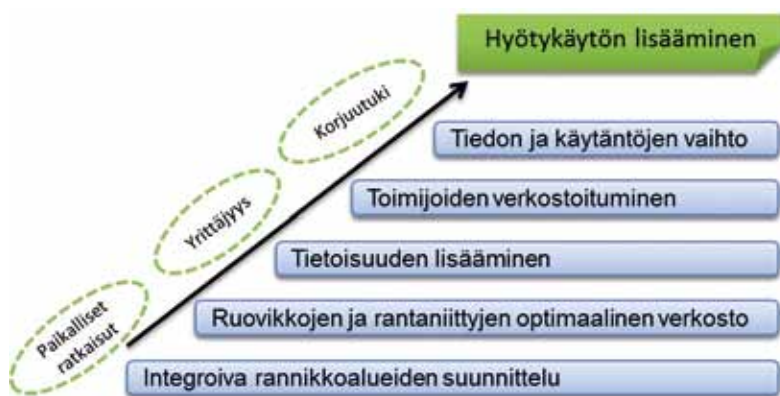 Hyötykäytön lisääminen
Korjuutuki
Tiedon ja käytäntöjen vaihto
Toimijoiden verkostoituminen
Yrittäjyys
Tietoisuuden lisääminen
Ruovikkojen ja rantaniittyjen optimaalinen verkosto
Paikalliset
ratkaisut
Integroiva rannikkoalueiden suunnittelu